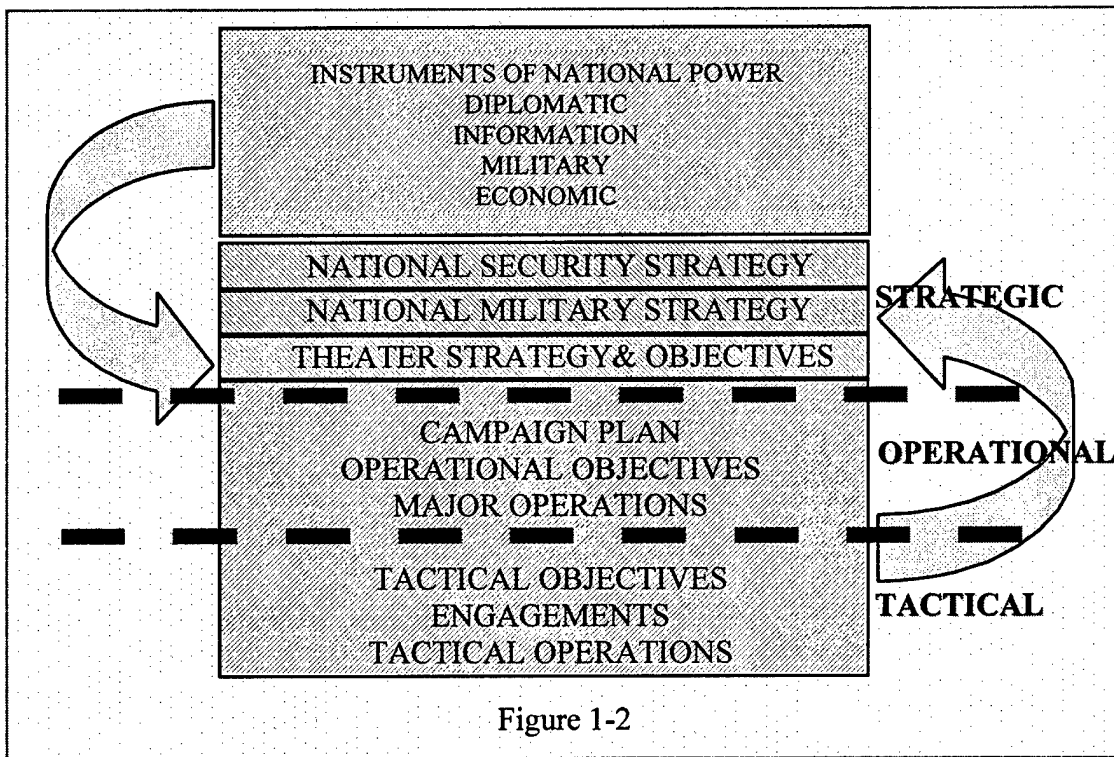 INSTRUMENTS OF NATIONAL POWER
DIPLOMATIC
INFORMATION
MILITARY
ECONOMIC
NATIONAL SECURITY STRATEGY
NATIONAL MILITARY STRATEGY
STRATEGIC
THEATER STRATEGY& OBJECTIVES
CAMPAIGN PLAN
OPERATIONAL OBJECTIVES
OPERATIONAL
MAJOR OPERATIONS
TACTICAL OBJECTIVES
ENGAGEMENTS
TACTICAL
TACTICAL OPERATIONS
Figure 1-2